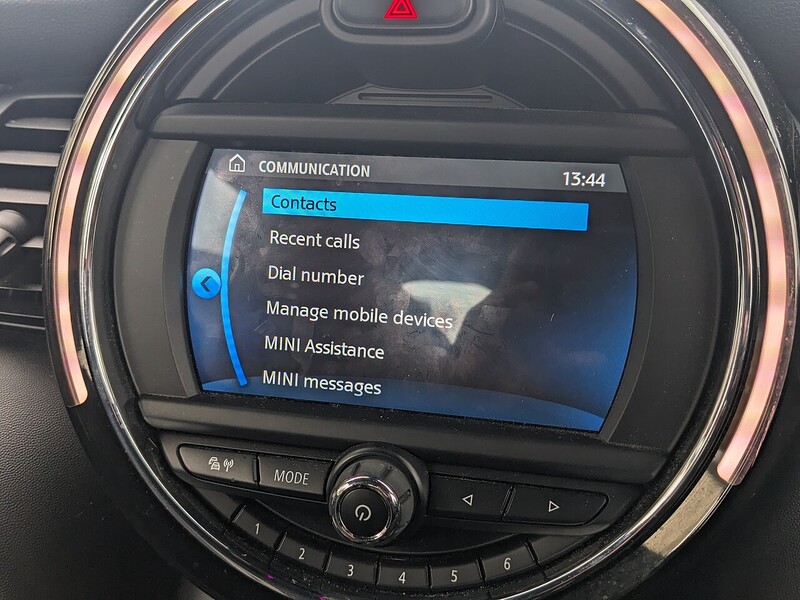 COMMUNICATION 13:44
Contacts
Recent calls
Dial number
Manage mobile devices
MINI Assistance
MINI messages
MODE
1 2 3 4 5 6